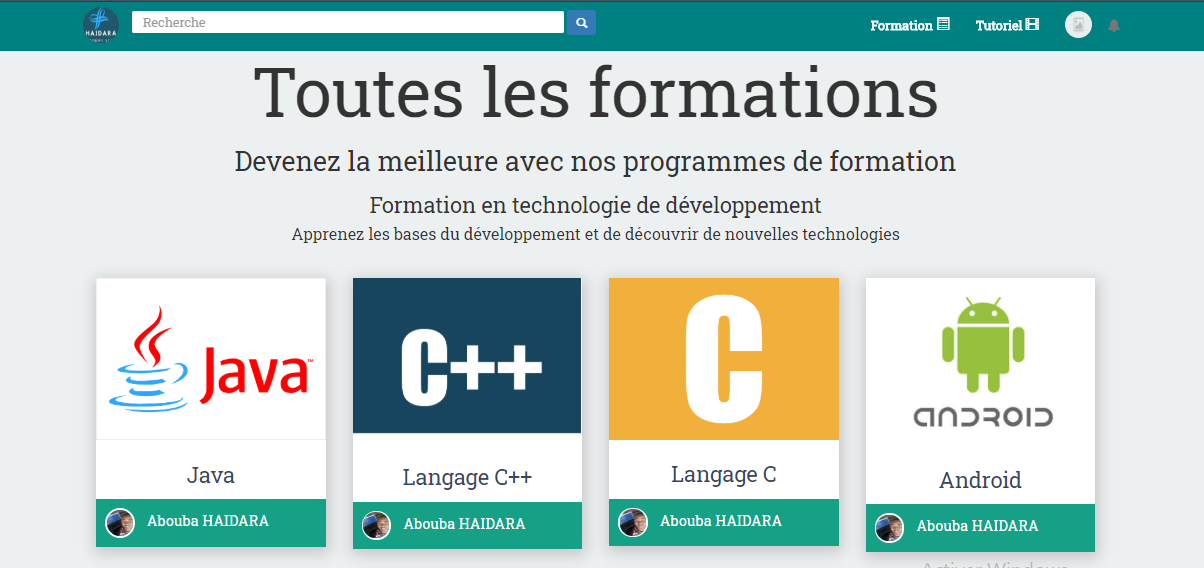 HAIDARA
Recherche
Formation
Tutoriel
Toutes les formations
Devenez la meilleure avec nos programmes de formation
Formation en technologie de développement
Apprenez les bases du développement et de découvrir de nouvelles technologies
Java™
C++
C
ANDROID
Java
Langage C++
Langage C
Android
Abouba HAIDARA
Abouba HAIDARA
Abouba HAIDARA
Abouba HAIDARA
Activer Windows